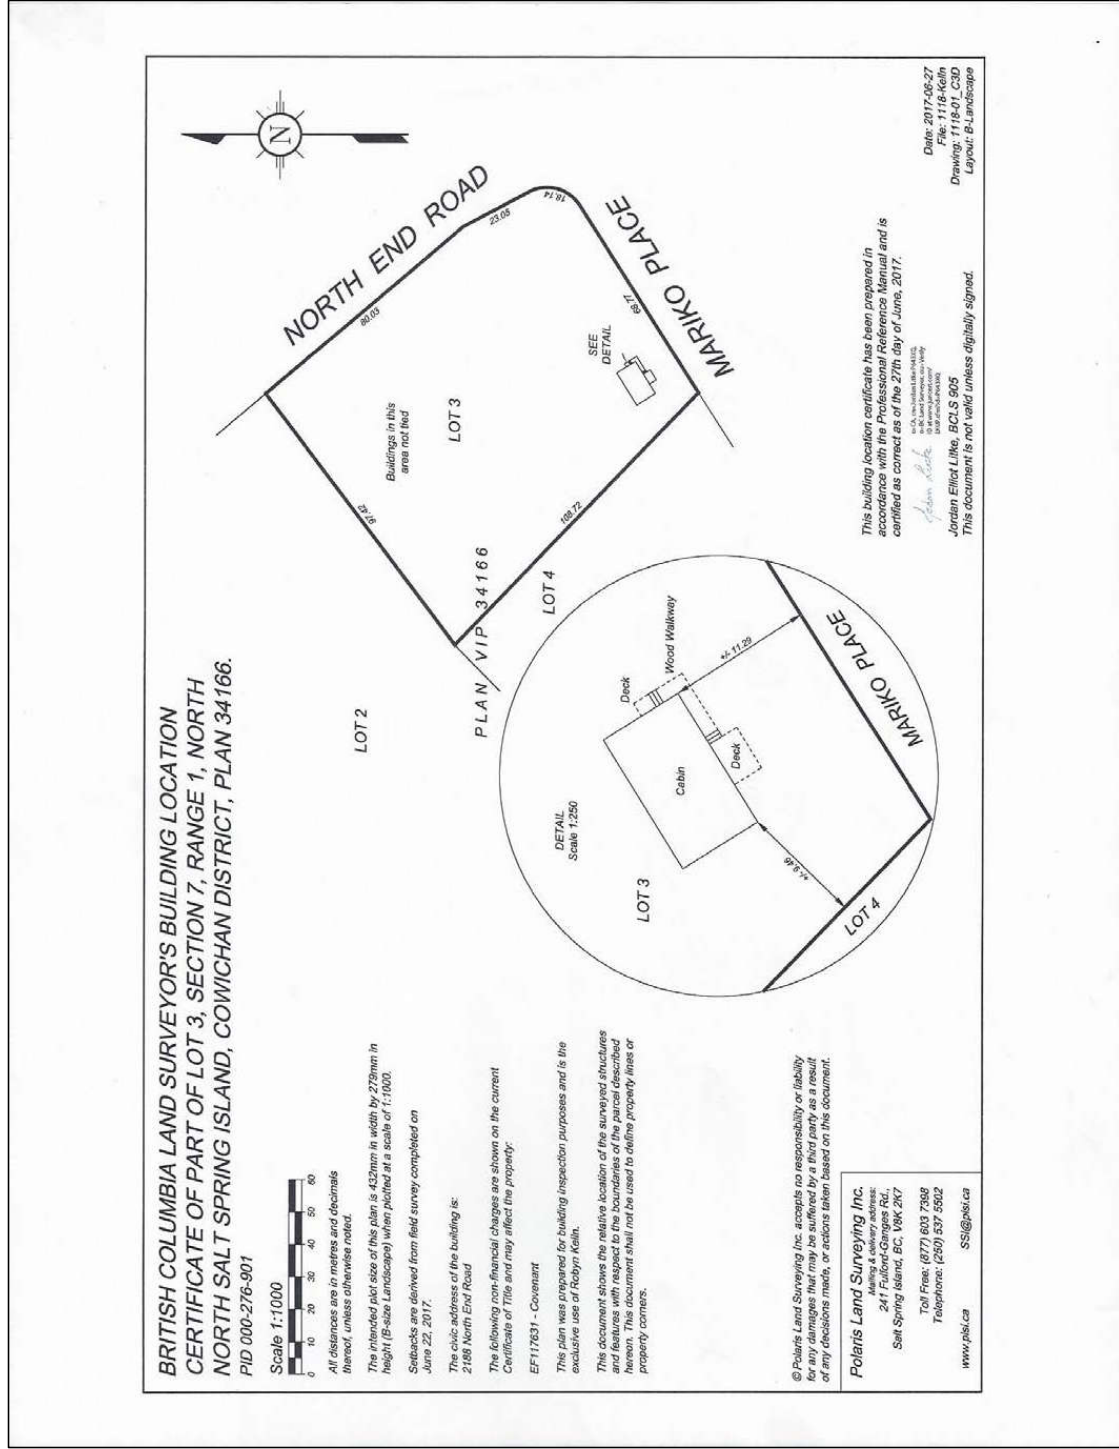 BRITISH COLUMBIA LAND SURVEYOR'S BUILDING LOCATION
CERTIFICATE OF PART OF LOT 3, SECTION 7, RANGE 1, NORTH
NORTH SALT SPRING ISLAND, COWICHAN DISTRICT, PLAN 34166.
PID 000-276-901
Scale 1:1000
0 10 20 30 40 50 60
All distances are in metres and decimals
thereof, unless otherwise noted.
The intended plot size of this plan is 432mm in width by 279mm in
height (B-size Landscape) when plotted at a scale of 1:1000.
Setbacks are derived from field survey completed on
June 22, 2017.
The civic address of the building is:
2188 North End Road
The following non-financial charges are shown on the current
Certificate of Title and may affect the property:
EF117631 - Covenant
This plan was prepared for building inspection purposes and is the
exclusive use of Robyn Kelln.
This document shows the relative location of the surveyed structures
and features with respect to the boundaries of the parcel described
hereon. This document shall not be used to define property lines or
property corners.
© Polaris Land Surveying Inc. accepts no responsibility or liability
for any damages that may be suffered by a third party as a result
of any decisions made, or actions taken based on this document.
Polaris Land Surveying Inc.
Mailing & delivery address:
241 Fulford-Ganges Rd.,
Salt Spring Island, BC, V8K 2K7
Toll Free: (877) 603 7398
Telephone: (250) 537 5502
www.plsi.ca SSI@plsi.ca
N
NORTH END ROAD
80.03
23.05
18.14
97.42
Buildings in this
area not tied
LOT 3
LOT 2
SEE
DETAIL
68.77
MARIKO PLACE
108.72
PLAN VIP 34166
LOT 4
DETAIL
Scale 1:250
Deck
Wood Walkway
Cabin
Deck
+/- 11.29
LOT 3
+/- 9.46
MARIKO PLACE
LOT 4
This building location certificate has been prepared in
accordance with the Professional Reference Manual and is
certified as correct as of the 27th day of June, 2017.
Jordan Elliot Litke, BCLS 905
This document is not valid unless digitally signed.
Date: 2017-06-27
File: 1118-Kelln
Drawing: 1118-01_C3D
Layout: B-Landscape